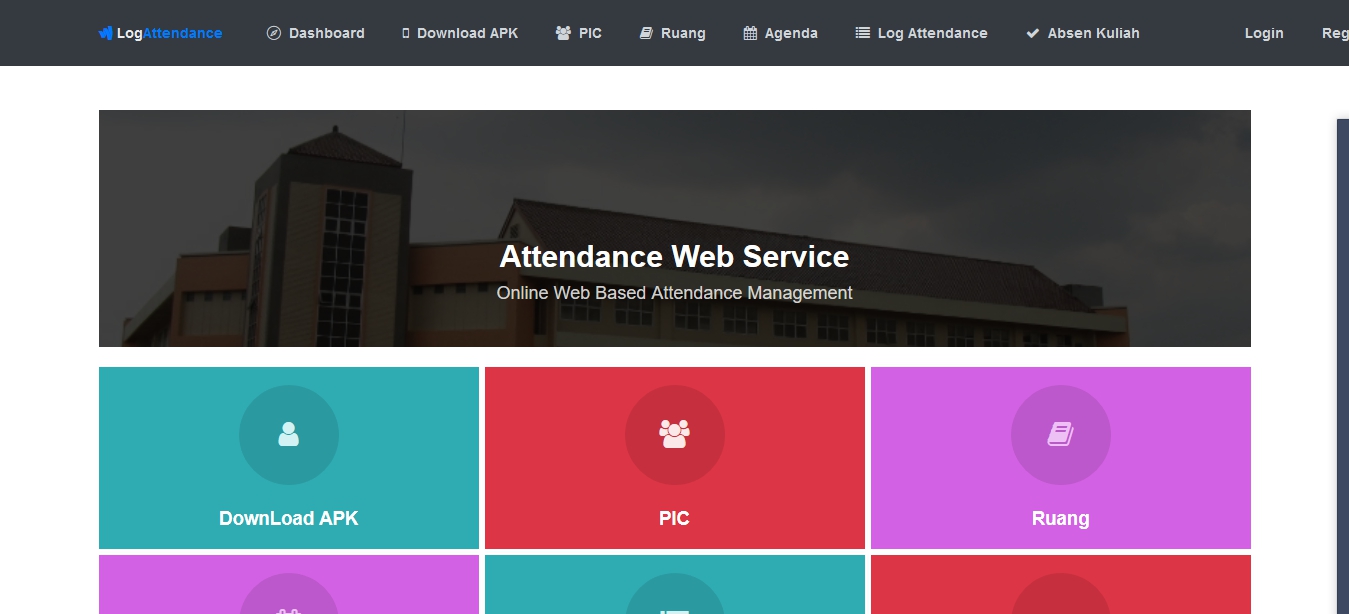 LogAttendance Dashboard Download APK PIC Ruang Agenda Log Attendance Absen Kuliah Login Reg
Attendance Web Service
Online Web Based Attendance Management
DownLoad APK PIC Ruang